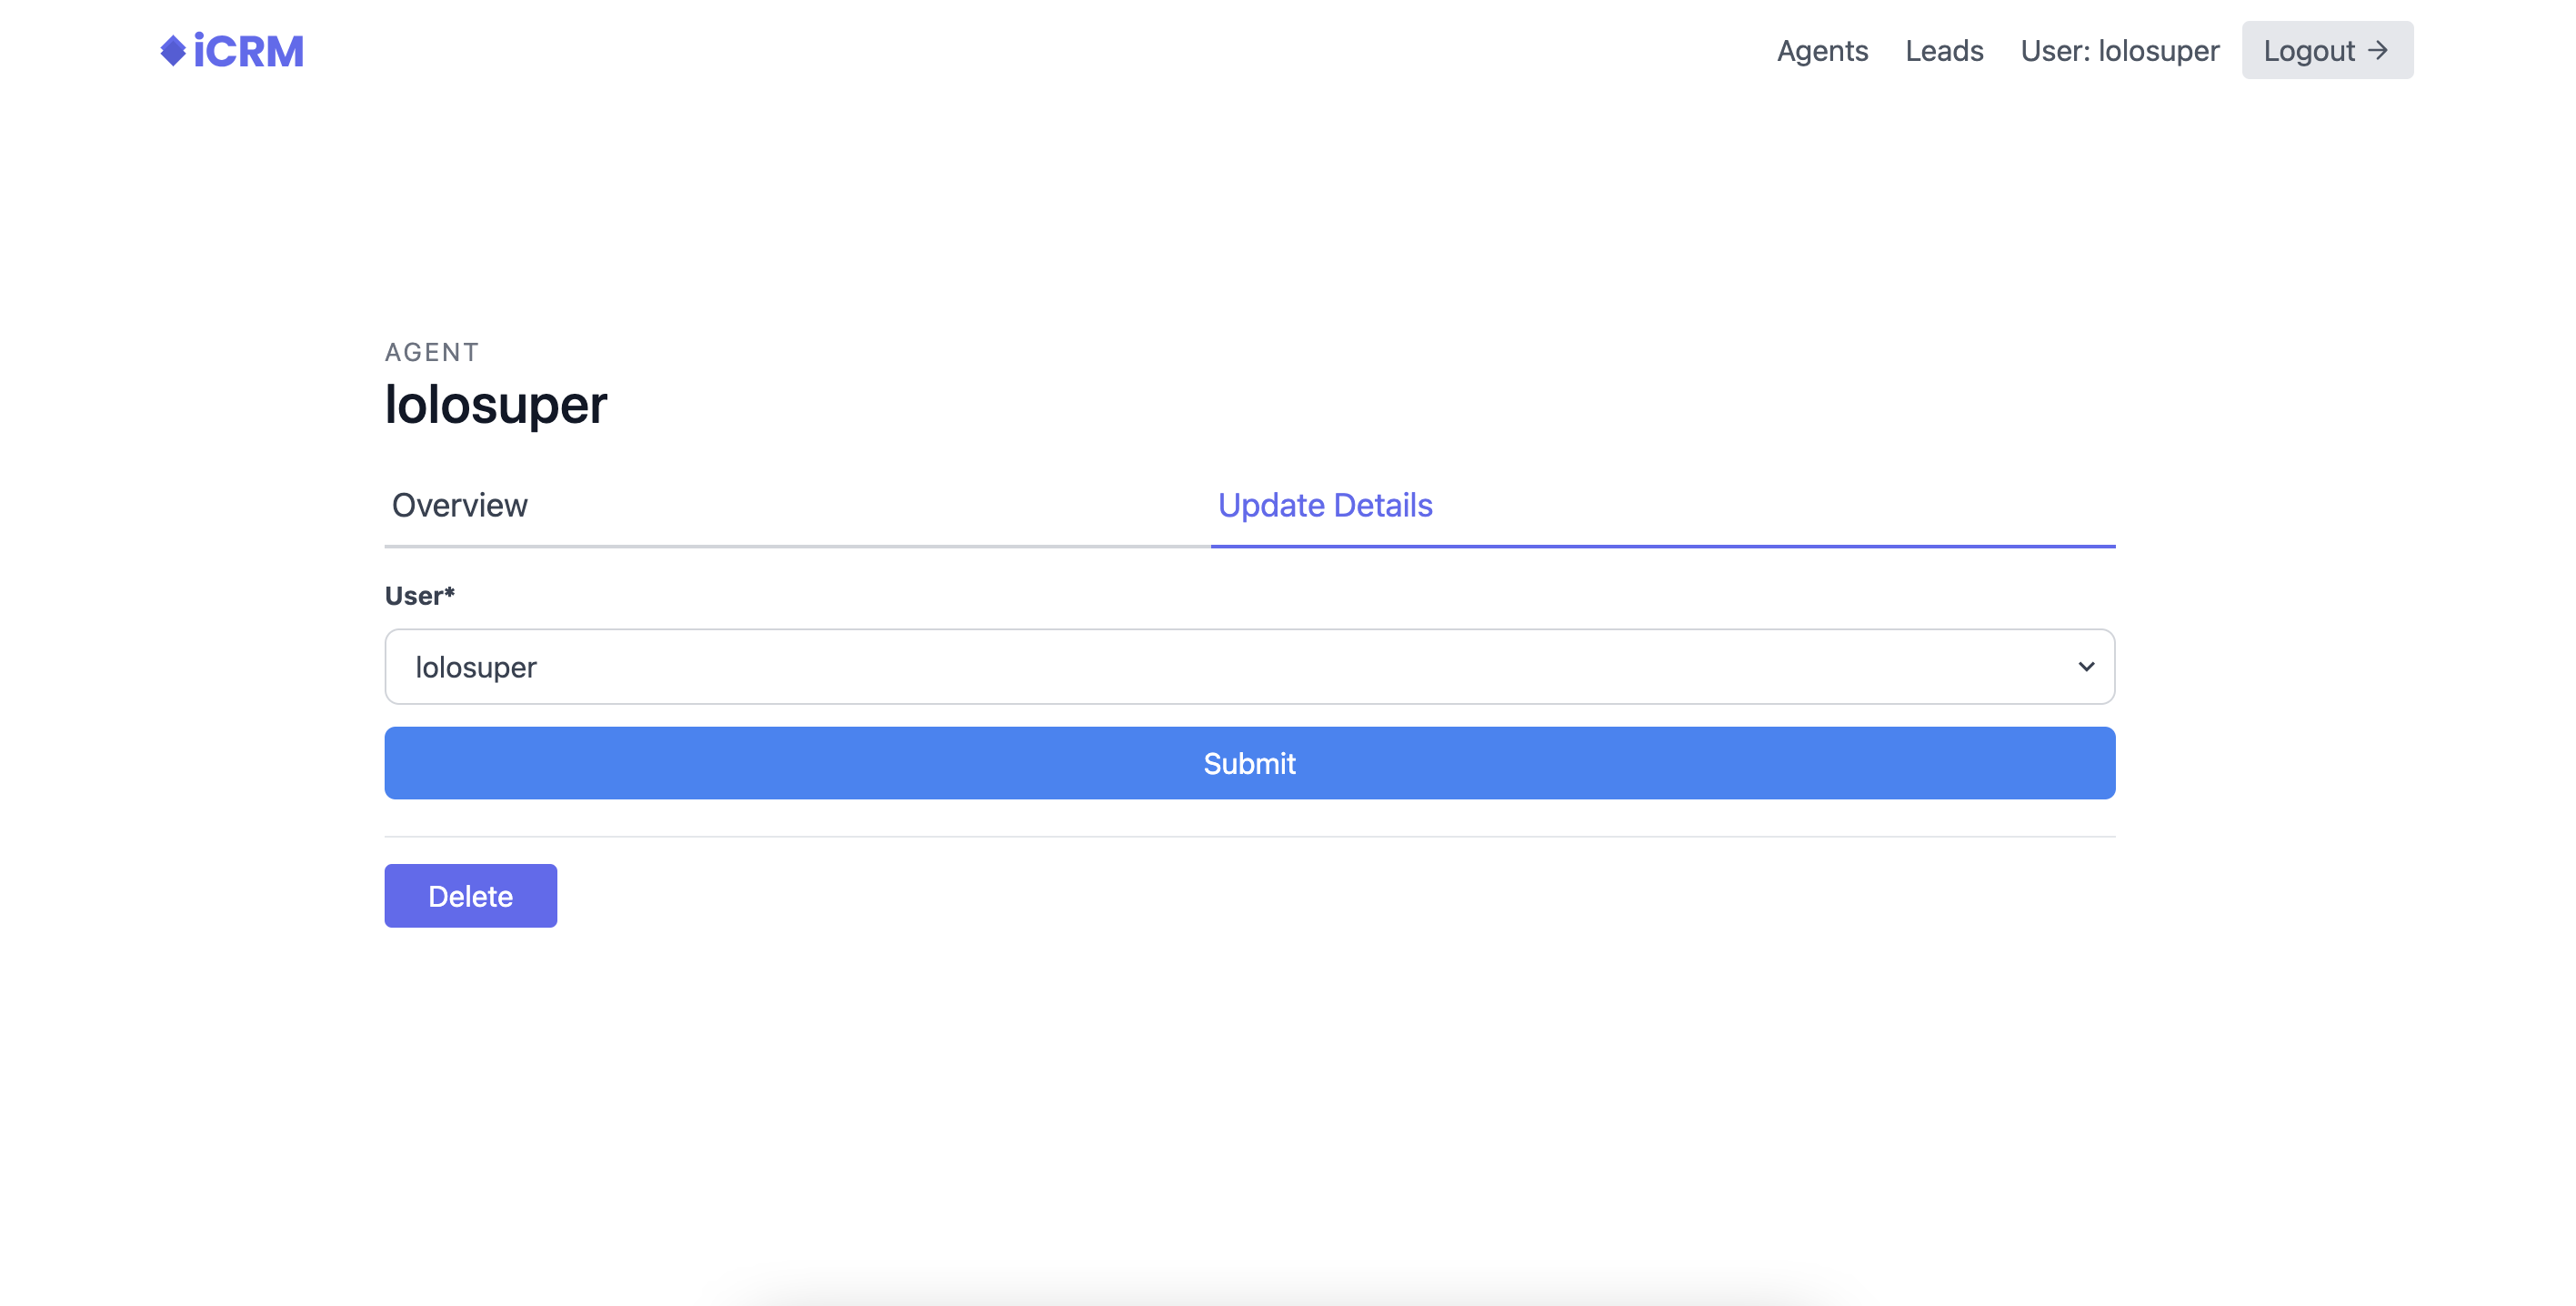 iCRM
Agents Leads User: lolosuper Logout →
AGENT
lolosuper
Overview Update Details
User*
lolosuper
Submit
Delete